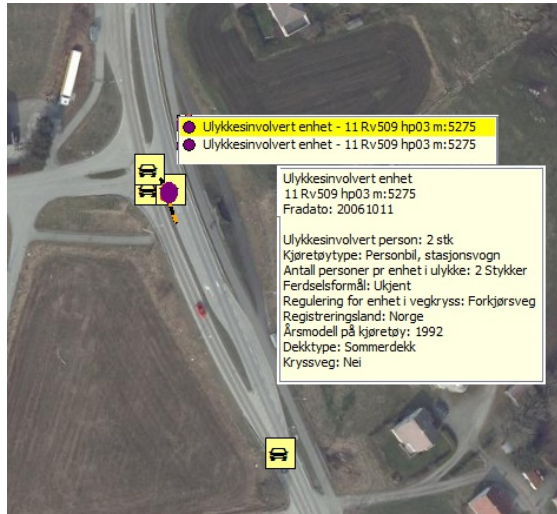 Ulykkesinvolvert enhet - 11 Rv509 hp03 m:5275
Ulykkesinvolvert enhet - 11 Rv509 hp03 m:5275
Ulykkesinvolvert enhet
11 Rv509 hp03 m:5275
Fradato: 20061011
Ulykkesinvolvert person: 2 stk
Kjøretøytype: Personbil, stasjonsvogn
Antall personer pr enhet i ulykke: 2 Stykker
Ferdselsformål: Ukjent
Regulering for enhet i vegkryss: Forkjørsveg
Registreringsland: Norge
Årsmodell på kjøretøy: 1992
Dekktype: Sommerdekk
Kryssveg: Nei